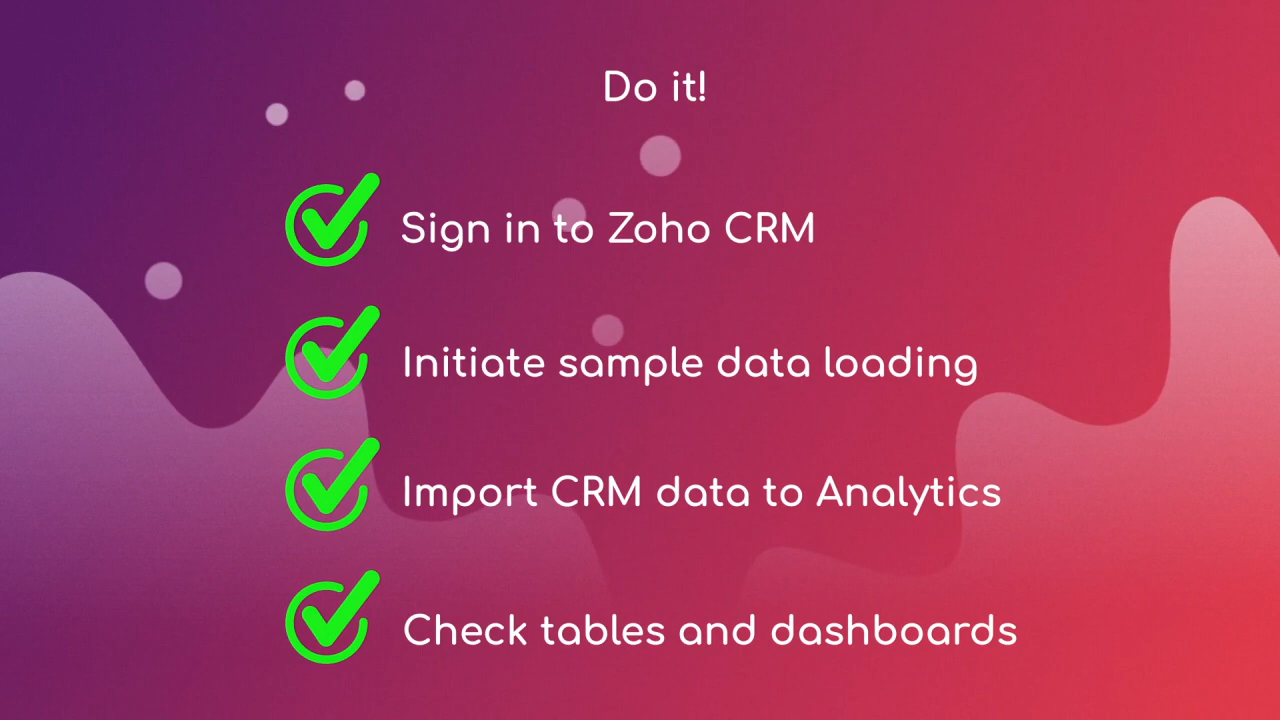 Do it!
Sign in to Zoho CRM
Initiate sample data loading
Import CRM data to Analytics
Check tables and dashboards